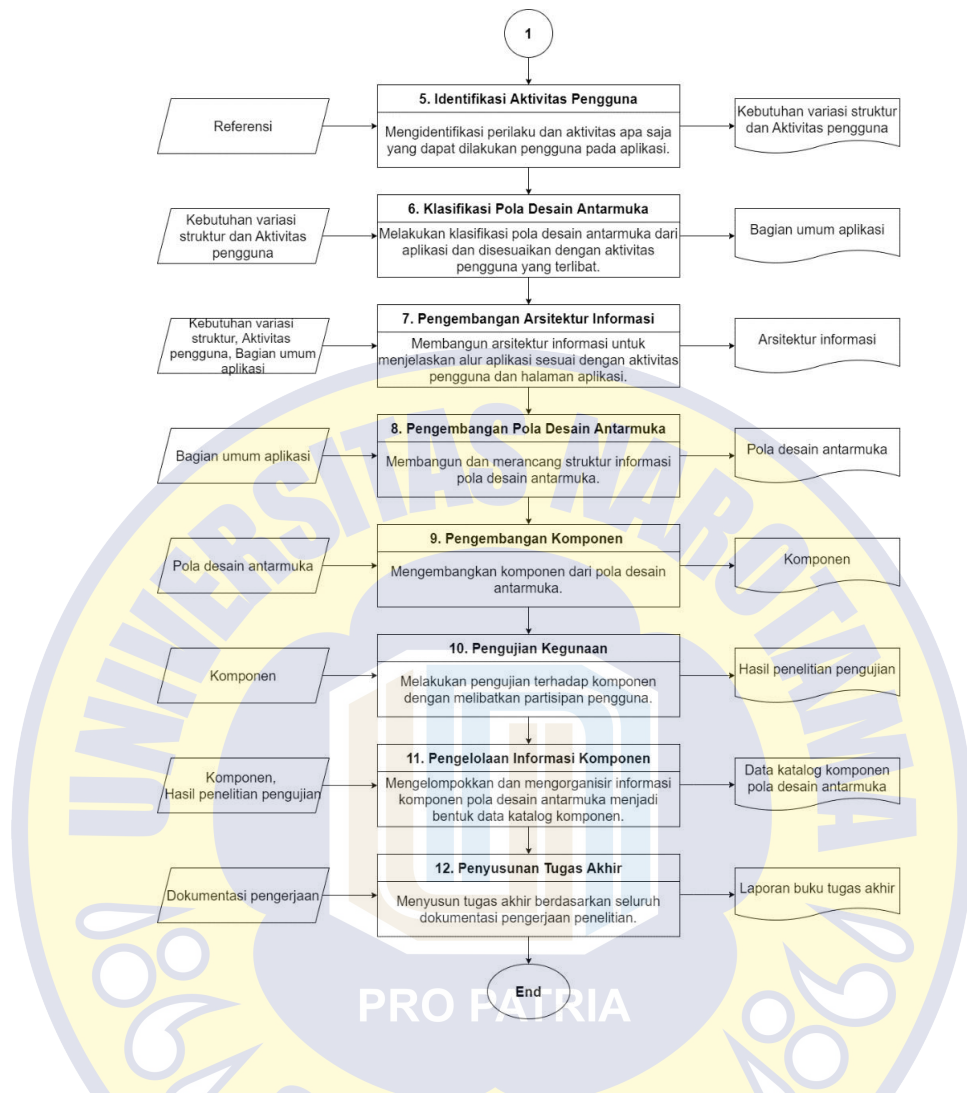 1
5. Identifikasi Aktivitas Pengguna
Referensi
Mengidentifikasi perilaku dan aktivitas apa saja
yang dapat dilakukan pengguna pada aplikasi.
Kebutuhan variasi struktur
dan Aktivitas pengguna
6. Klasifikasi Pola Desain Antarmuka
Kebutuhan variasi
struktur dan Aktivitas
pengguna
Melakukan klasifikasi pola desain antarmuka dari
aplikasi dan disesuaikan dengan aktivitas
pengguna yang terlibat.
Bagian umum aplikasi
7. Pengembangan Arsitektur Informasi
Kebutuhan variasi
struktur, Aktivitas
pengguna, Bagian umum
aplikasi
Membangun arsitektur informasi untuk
menjelaskan alur aplikasi sesuai dengan aktivitas
pengguna dan halaman aplikasi.
Arsitektur informasi
8. Pengembangan Pola Desain Antarmuka
Bagian umum aplikasi
Membangun dan merancang struktur informasi
pola desain antarmuka.
Pola desain antarmuka
9. Pengembangan Komponen
Pola desain antarmuka
Mengembangkan komponen dari pola desain
antarmuka.
Komponen
10. Pengujian Kegunaan
Komponen
Melakukan pengujian terhadap komponen
dengan melibatkan partisipan pengguna.
Hasil penelitian pengujian
11. Pengelolaan Informasi Komponen
Komponen,
Hasil penelitian pengujian
Mengelompokkan dan mengorganisir informasi
komponen pola desain antarmuka menjadi
bentuk data katalog komponen.
Data katalog komponen
pola desain antarmuka
12. Penyusunan Tugas Akhir
Dokumentasi pengerjaan
Menyusun tugas akhir berdasarkan seluruh
dokumentasi pengerjaan penelitian.
Laporan buku tugas akhir
End
UNIVERSITAS NAROTAMA
PRO PATRIA